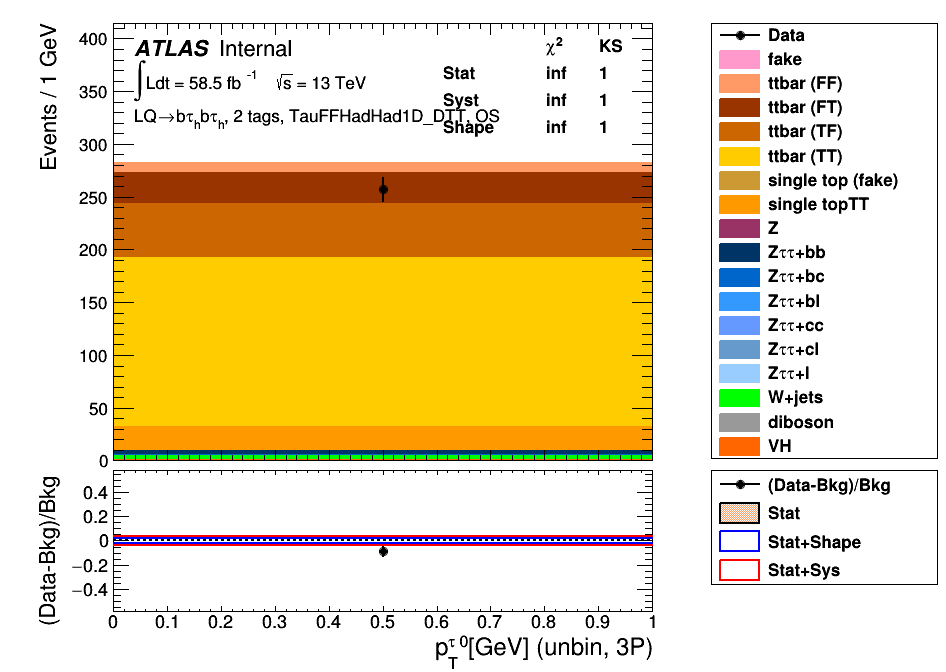 Events / 1 GeV
400
350
300
250
200
150
100
50
0
ATLAS Internal
∫Ldt = 58.5 fb⁻¹ √s = 13 TeV
LQ→bτₕbτₕ, 2 tags, TauFFHadHad1D_DTT, OS
χ² KS
Stat inf 1
Syst inf 1
Shape inf 1
Data
fake
ttbar (FF)
ttbar (FT)
ttbar (TF)
ttbar (TT)
single top (fake)
single topTT
Z
Zττ+bb
Zττ+bc
Zττ+bl
Zττ+cc
Zττ+cl
Zττ+l
W+jets
diboson
VH
(Data-Bkg)/Bkg
0.4
0.2
0
−0.2
−0.4
0 0.1 0.2 0.3 0.4 0.5 0.6 0.7 0.8 0.9 1
p_T^τ 0[GeV] (unbin, 3P)
(Data-Bkg)/Bkg
Stat
Stat+Shape
Stat+Sys